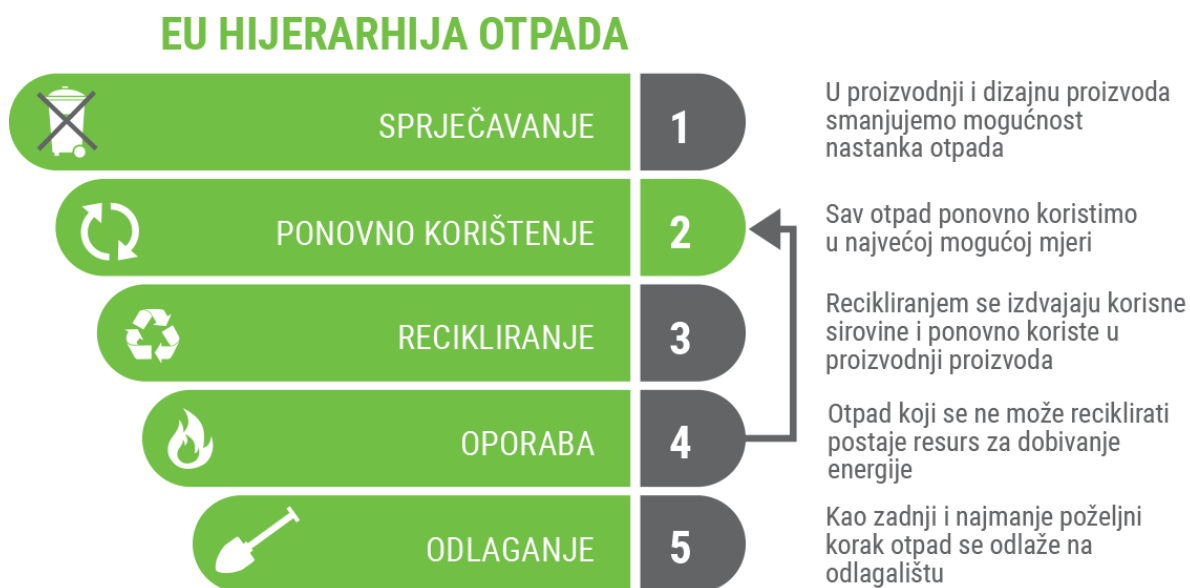 EU HIJERARHIJA OTPADA
SPRJEČAVANJE 1
U proizvodnji i dizajnu proizvoda
smanjujemo mogućnost
nastanka otpada
PONOVNO KORIŠTENJE 2
Sav otpad ponovno koristimo
u najvećoj mogućoj mjeri
RECIKLIRANJE 3
Recikliranjem se izdvajaju korisne
sirovine i ponovno koriste u
proizvodnji proizvoda
OPORABA 4
Otpad koji se ne može reciklirati
postaje resurs za dobivanje
energije
ODLAGANJE 5
Kao zadnji i najmanje poželjni
korak otpad se odlaže na
odlagalištu